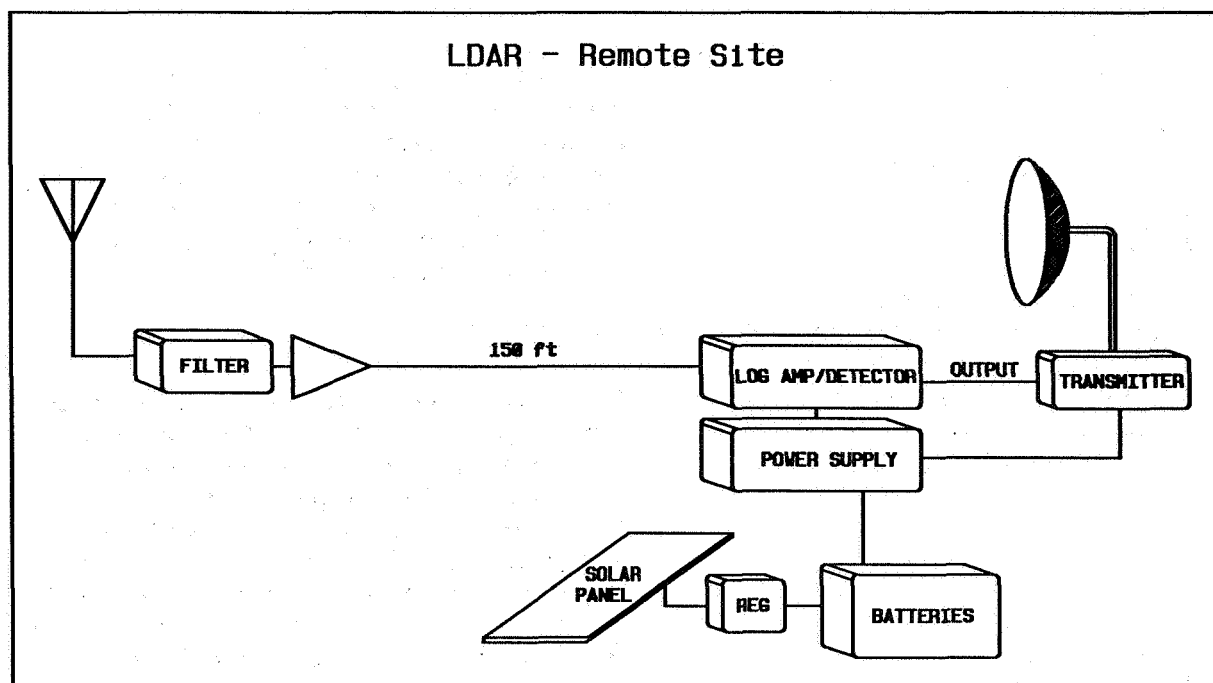 LDAR - Remote Site
FILTER
150 ft
LOG AMP/DETECTOR
OUTPUT
TRANSMITTER
POWER SUPPLY
SOLAR
PANEL
REG
BATTERIES